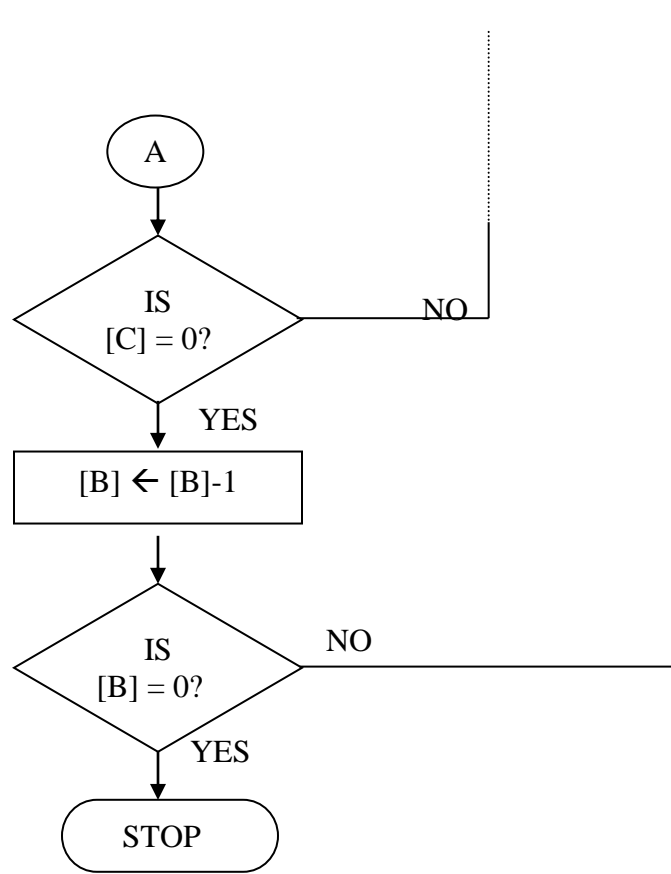 A
IS
[C] = 0?
NO
YES
[B] ← [B]-1
NO
IS
[B] = 0?
YES
STOP